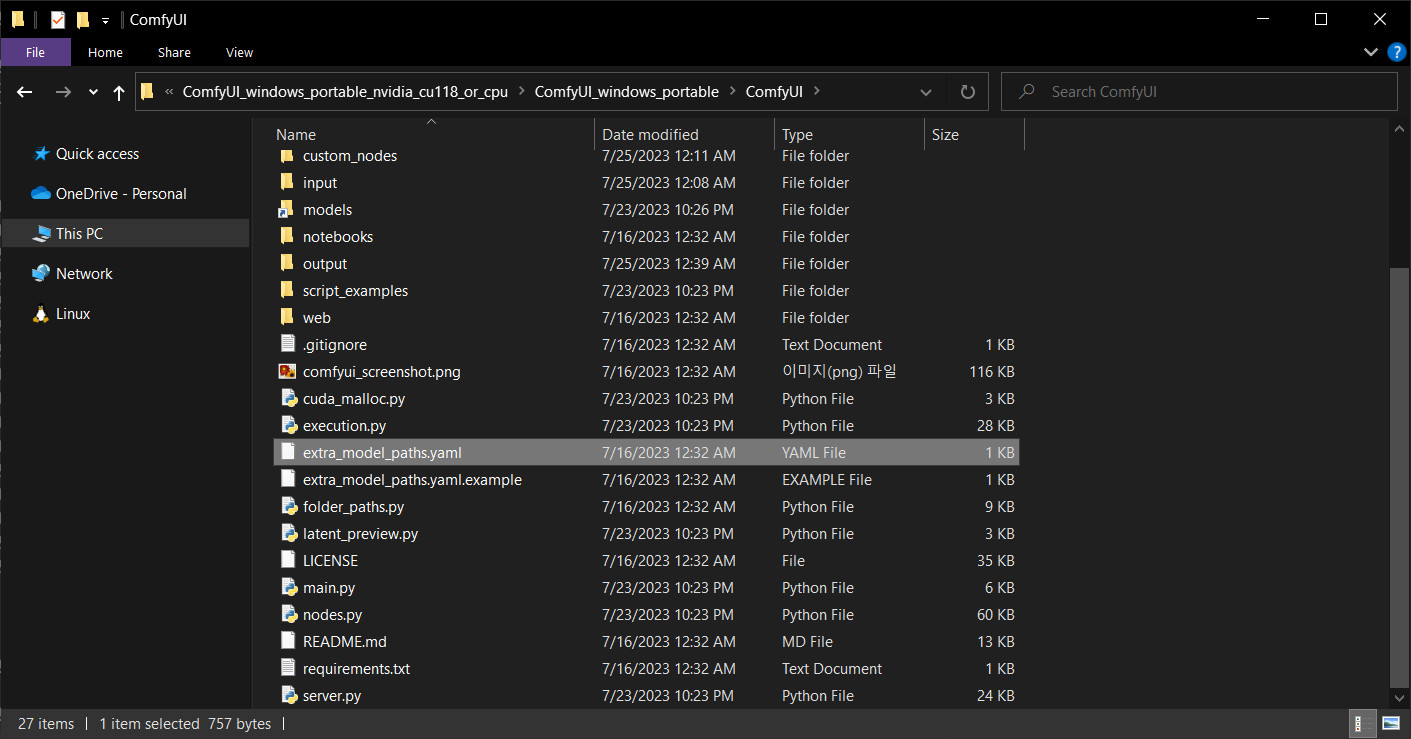 ComfyUI
File Home Share View
« ComfyUI_windows_portable_nvidia_cu118_or_cpu > ComfyUI_windows_portable > ComfyUI >
Search ComfyUI
Quick access
OneDrive - Personal
This PC
Network
Linux
Name Date modified Type Size
custom_nodes 7/25/2023 12:11 AM File folder
input 7/25/2023 12:08 AM File folder
models 7/23/2023 10:26 PM File folder
notebooks 7/16/2023 12:32 AM File folder
output 7/25/2023 12:39 AM File folder
script_examples 7/23/2023 10:23 PM File folder
web 7/16/2023 12:32 AM File folder
.gitignore 7/16/2023 12:32 AM Text Document 1 KB
comfyui_screenshot.png 7/16/2023 12:32 AM 이미지(png) 파일 116 KB
cuda_malloc.py 7/23/2023 10:23 PM Python File 3 KB
execution.py 7/23/2023 10:23 PM Python File 28 KB
extra_model_paths.yaml 7/16/2023 12:32 AM YAML File 1 KB
extra_model_paths.yaml.example 7/16/2023 12:32 AM EXAMPLE File 1 KB
folder_paths.py 7/16/2023 12:32 AM Python File 9 KB
latent_preview.py 7/23/2023 10:23 PM Python File 3 KB
LICENSE 7/16/2023 12:32 AM File 35 KB
main.py 7/23/2023 10:23 PM Python File 6 KB
nodes.py 7/23/2023 10:23 PM Python File 60 KB
README.md 7/16/2023 12:32 AM MD File 13 KB
requirements.txt 7/16/2023 12:32 AM Text Document 1 KB
server.py 7/23/2023 10:23 PM Python File 24 KB
27 items 1 item selected 757 bytes